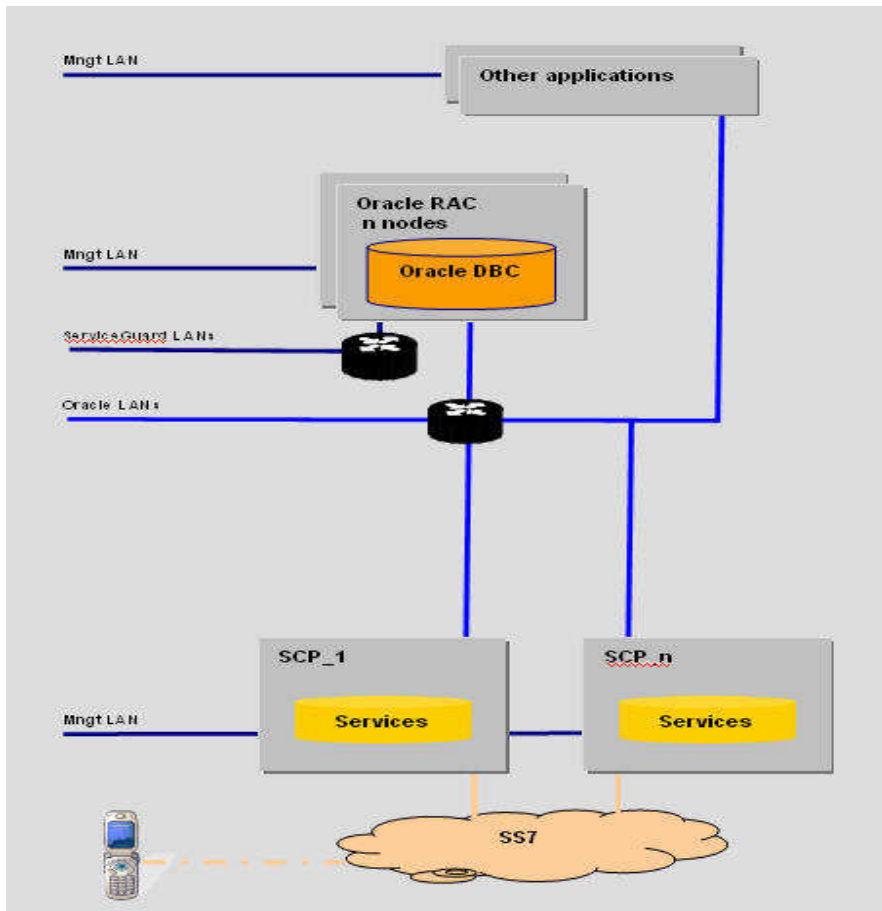 Mngt LAN
Other applications
Oracle RAC
n nodes
Oracle DBC
Mngt LAN
ServiceGuard LANs
Oracle LANs
SCP_1
SCP_n
Services
Services
Mngt LAN
SS7